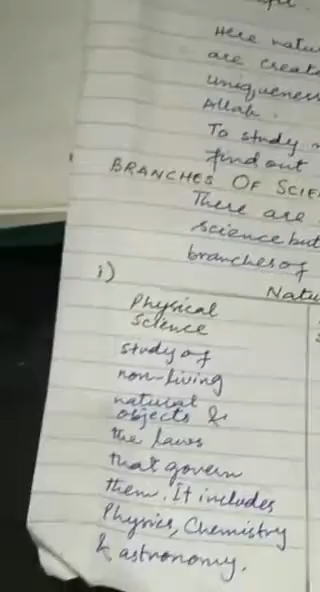 Here natu
are creat
uniqueness
Allah.
To study
find out
BRANCHES OF SCIE
There are
science but
branches of
Natu
i)
Physical
Science
study of
non-living
natural
objects &
the laws
that govern
them. It includes
Physics, Chemistry
& astronomy.